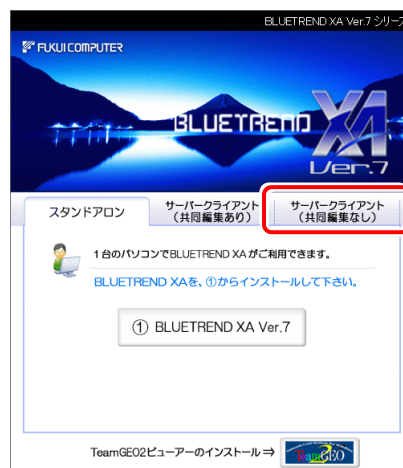 BLUETREND XA Ver.7 シリーズ
FUKUI COMPUTER
BLUETREND XA
Ver.7
スタンドアロン
サーバークライアント
（共同編集あり）
サーバークライアント
（共同編集なし）
1台のパソコンでBLUETREND XAがご利用できます。
BLUETREND XAを、①からインストールして下さい。
① BLUETREND XA Ver.7
TeamGEO2ビューアーのインストール⇒
TeamGEO